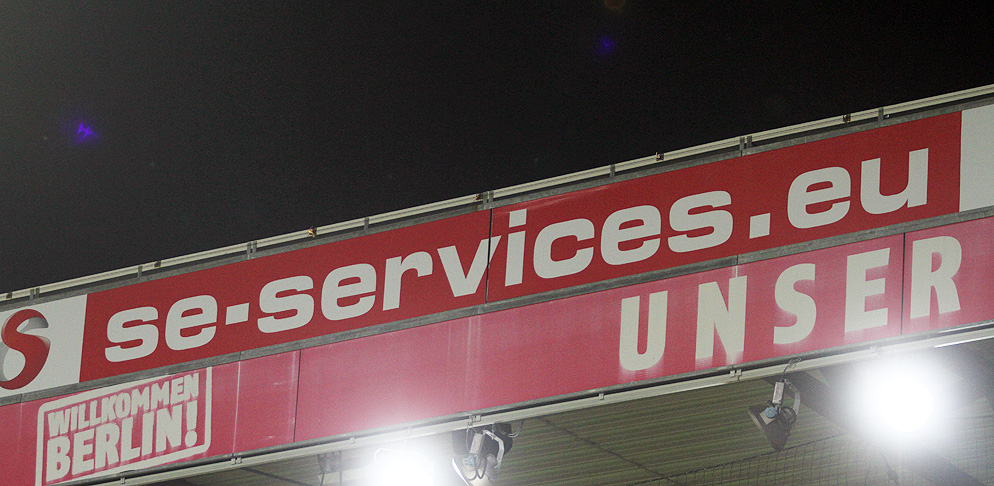 S se-services.eu
UNSER
WILLKOMMEN
BERLIN!